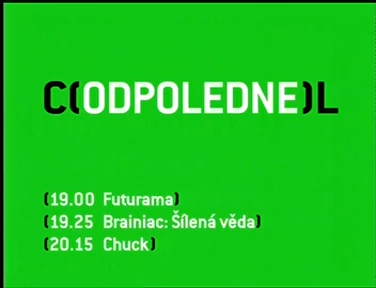 C(ODPOLEDNE)L
(19.00 Futurama)
(19.25 Brainiac: Šílená věda)
(20.15 Chuck)